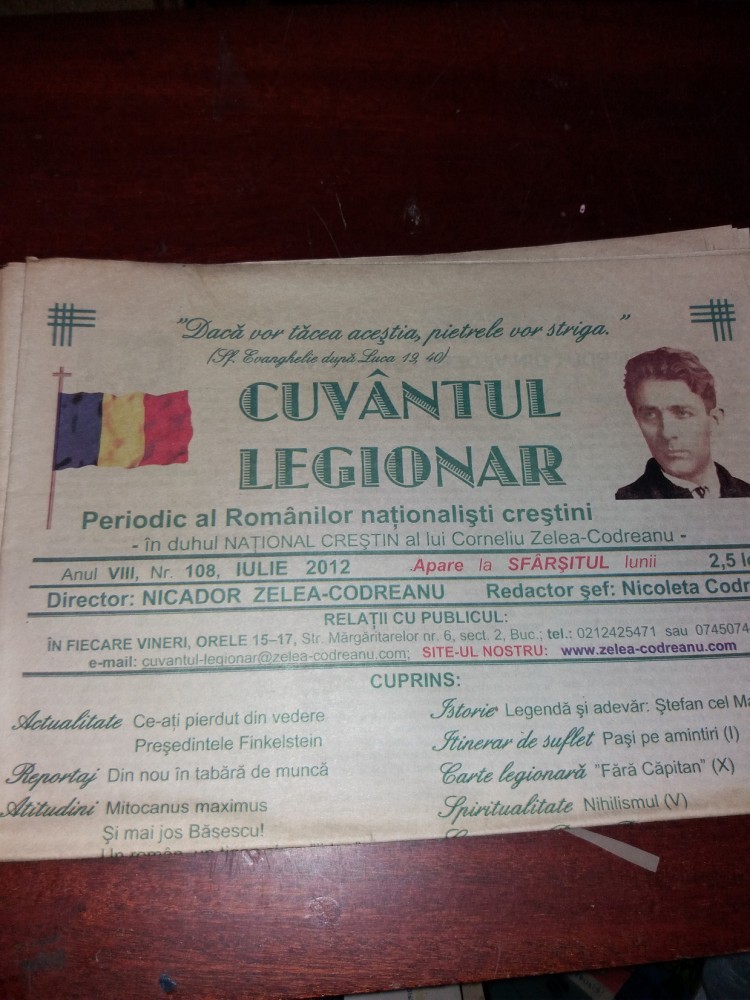 "Dacă vor tăcea aceştia, pietrele vor striga."
(Sf. Evanghelie după Luca 19, 40)
CUVÂNTUL
LEGIONAR
Periodic al Românilor naţionalişti creştini
- în duhul NAŢIONAL CREŞTIN al lui Corneliu Zelea-Codreanu -
Anul VIII, Nr. 108, IULIE 2012 Apare la SFÂRŞITUL lunii 2,5
Director: NICADOR ZELEA-CODREANU Redactor şef: Nicoleta
RELAŢII CU PUBLICUL:
ÎN FIECARE VINERI, ORELE 15–17, Str. Mărgăritarelor nr. 6, sect. 2, Buc.; tel.: 0212425471 sau
e-mail: cuvantul-legionar@zelea-codreanu.com; SITE-UL NOSTRU: www.zelea-codreanu.com
CUPRINS:
Actualitate Ce-aţi pierdut din vedere
Preşedintele Finkelstein
Reportaj Din nou în tabără de muncă
Atitudini Mitocanus maximus
Şi mai jos Băsescu!
Istorie Legendă şi adevăr: Ştefan cel
Itinerar de suflet Paşi pe amintiri (I)
Carte legionară "Fără Căpitan" (X)
Spiritualitate Nihilismul (V)